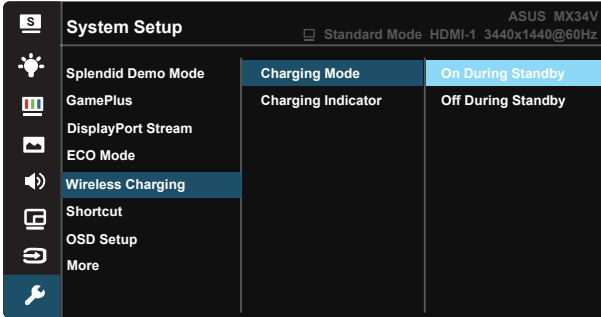 S
System Setup
ASUS MX34V
Standard Mode HDMI-1 3440x1440@60Hz
Splendid Demo Mode
GamePlus
DisplayPort Stream
ECO Mode
Wireless Charging
Shortcut
OSD Setup
More
Charging Mode
Charging Indicator
On During Standby
Off During Standby